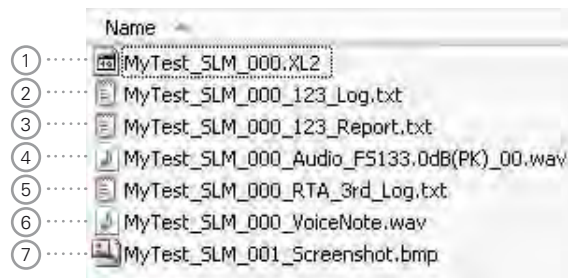 Name
1 MyTest_SLM_000.XL2
2 MyTest_SLM_000_123_Log.txt
3 MyTest_SLM_000_123_Report.txt
4 MyTest_SLM_000_Audio_FS133.0dB(PK)_00.wav
5 MyTest_SLM_000_RTA_3rd_Log.txt
6 MyTest_SLM_000_VoiceNote.wav
7 MyTest_SLM_001_Screenshot.bmp